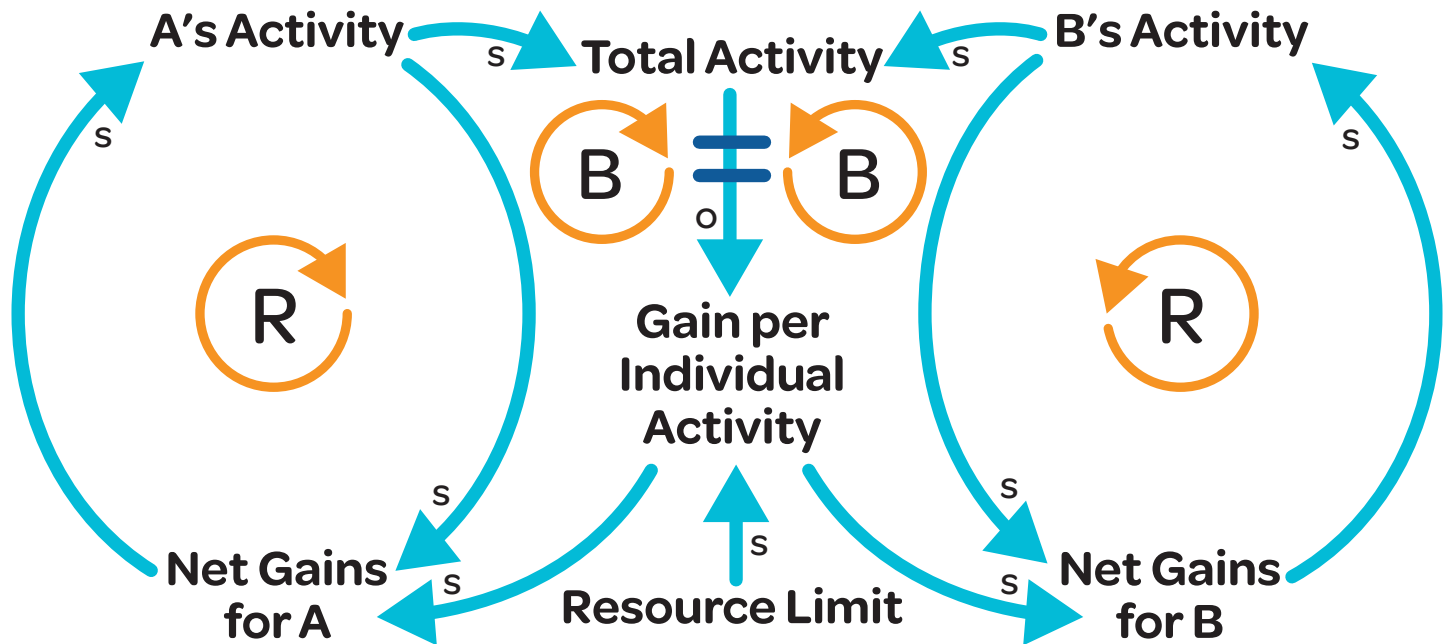 A's Activity
s
Total Activity
s
B's Activity
s
s
B
B
o
R
R
Gain per
Individual
Activity
s
s
s
s
s
Net Gains
for A
Resource Limit
Net Gains
for B